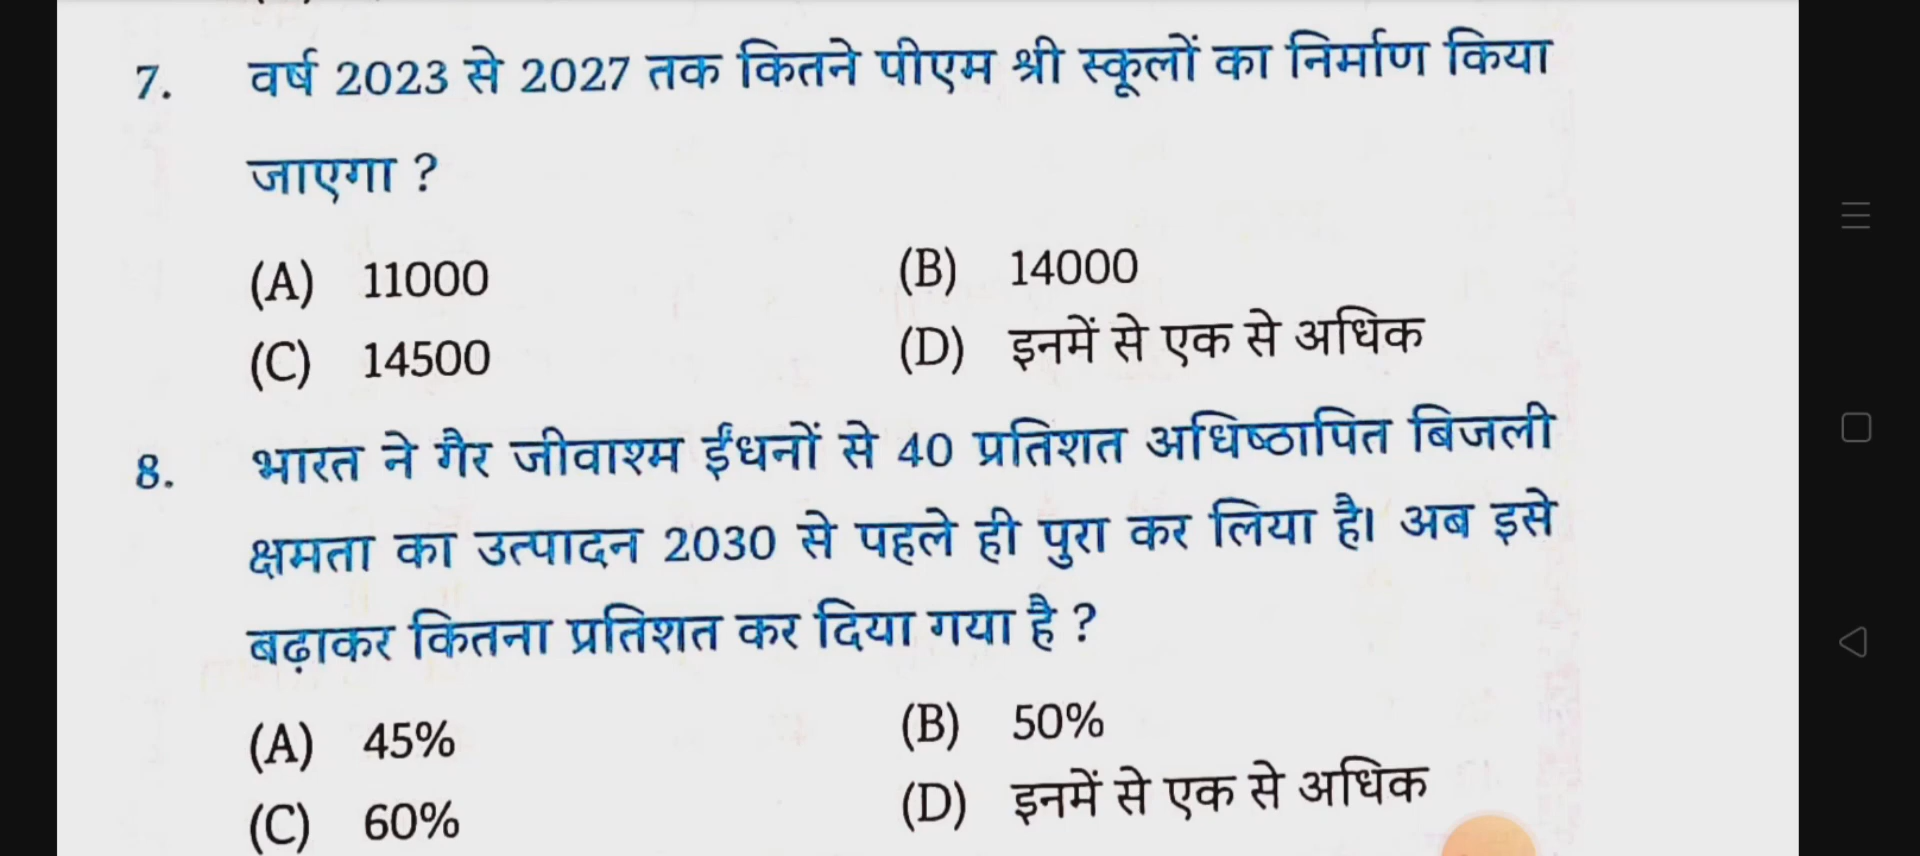 7. वर्ष 2023 से 2027 तक कितने पीएम श्री स्कूलों का निर्माण किया
जाएगा ?
(A) 11000 (B) 14000
(C) 14500 (D) इनमें से एक से अधिक
8. भारत ने गैर जीवाश्म ईंधनों से 40 प्रतिशत अधिष्ठापित बिजली
क्षमता का उत्पादन 2030 से पहले ही पुरा कर लिया है। अब इसे
बढ़ाकर कितना प्रतिशत कर दिया गया है ?
(A) 45% (B) 50%
(C) 60% (D) इनमें से एक से अधिक